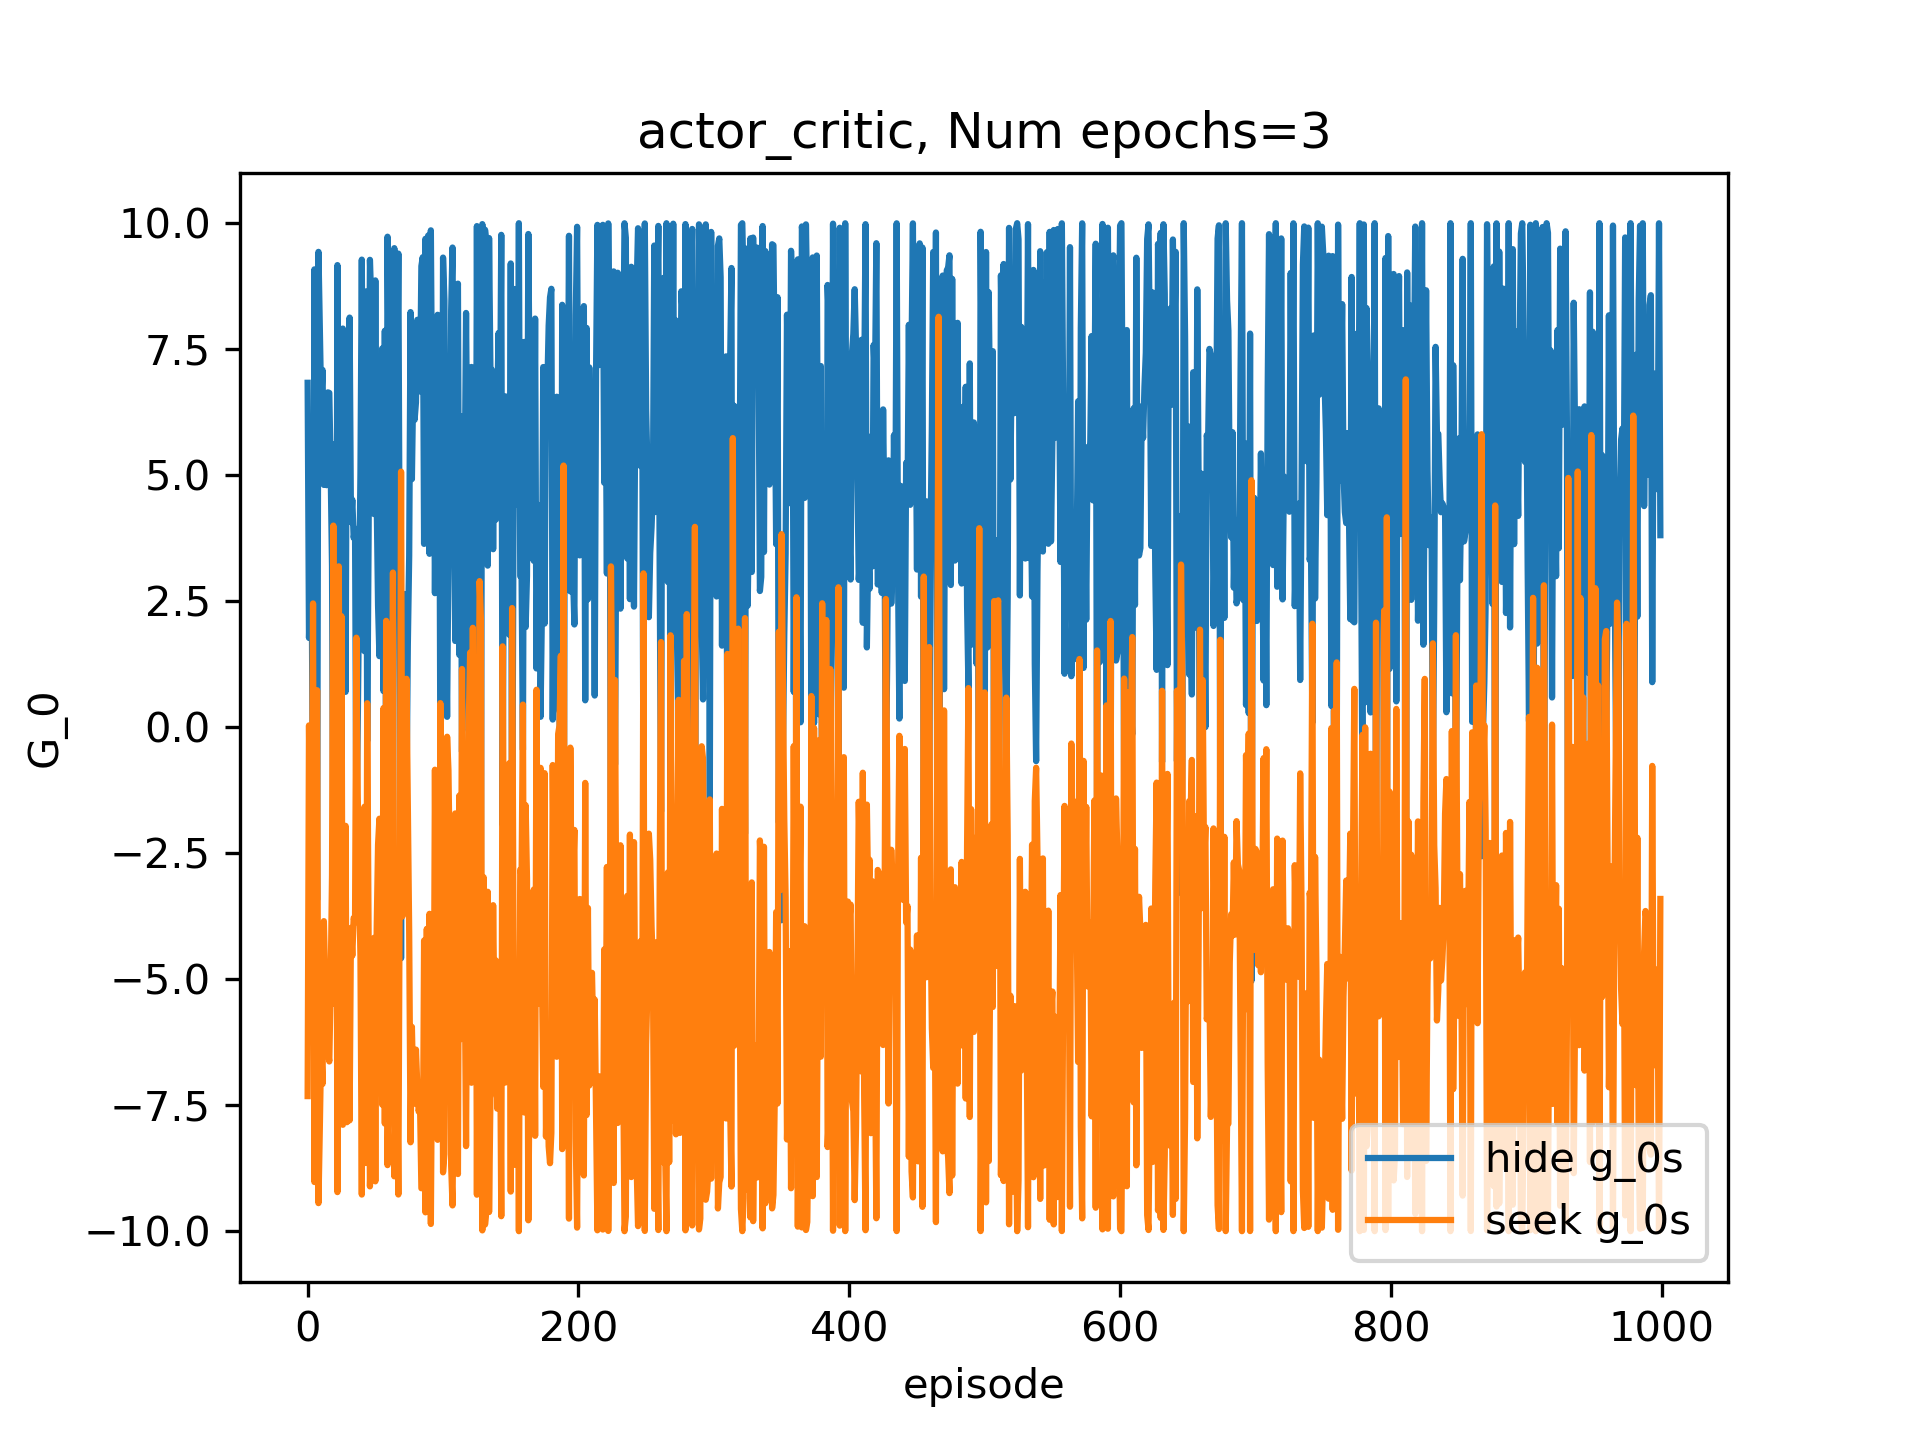 actor_critic, Num epochs=3
10.0
7.5
5.0
2.5
0.0
−2.5
−5.0
−7.5
−10.0
G_0
hide g_0s
seek g_0s
0 200 400 600 800 1000
episode